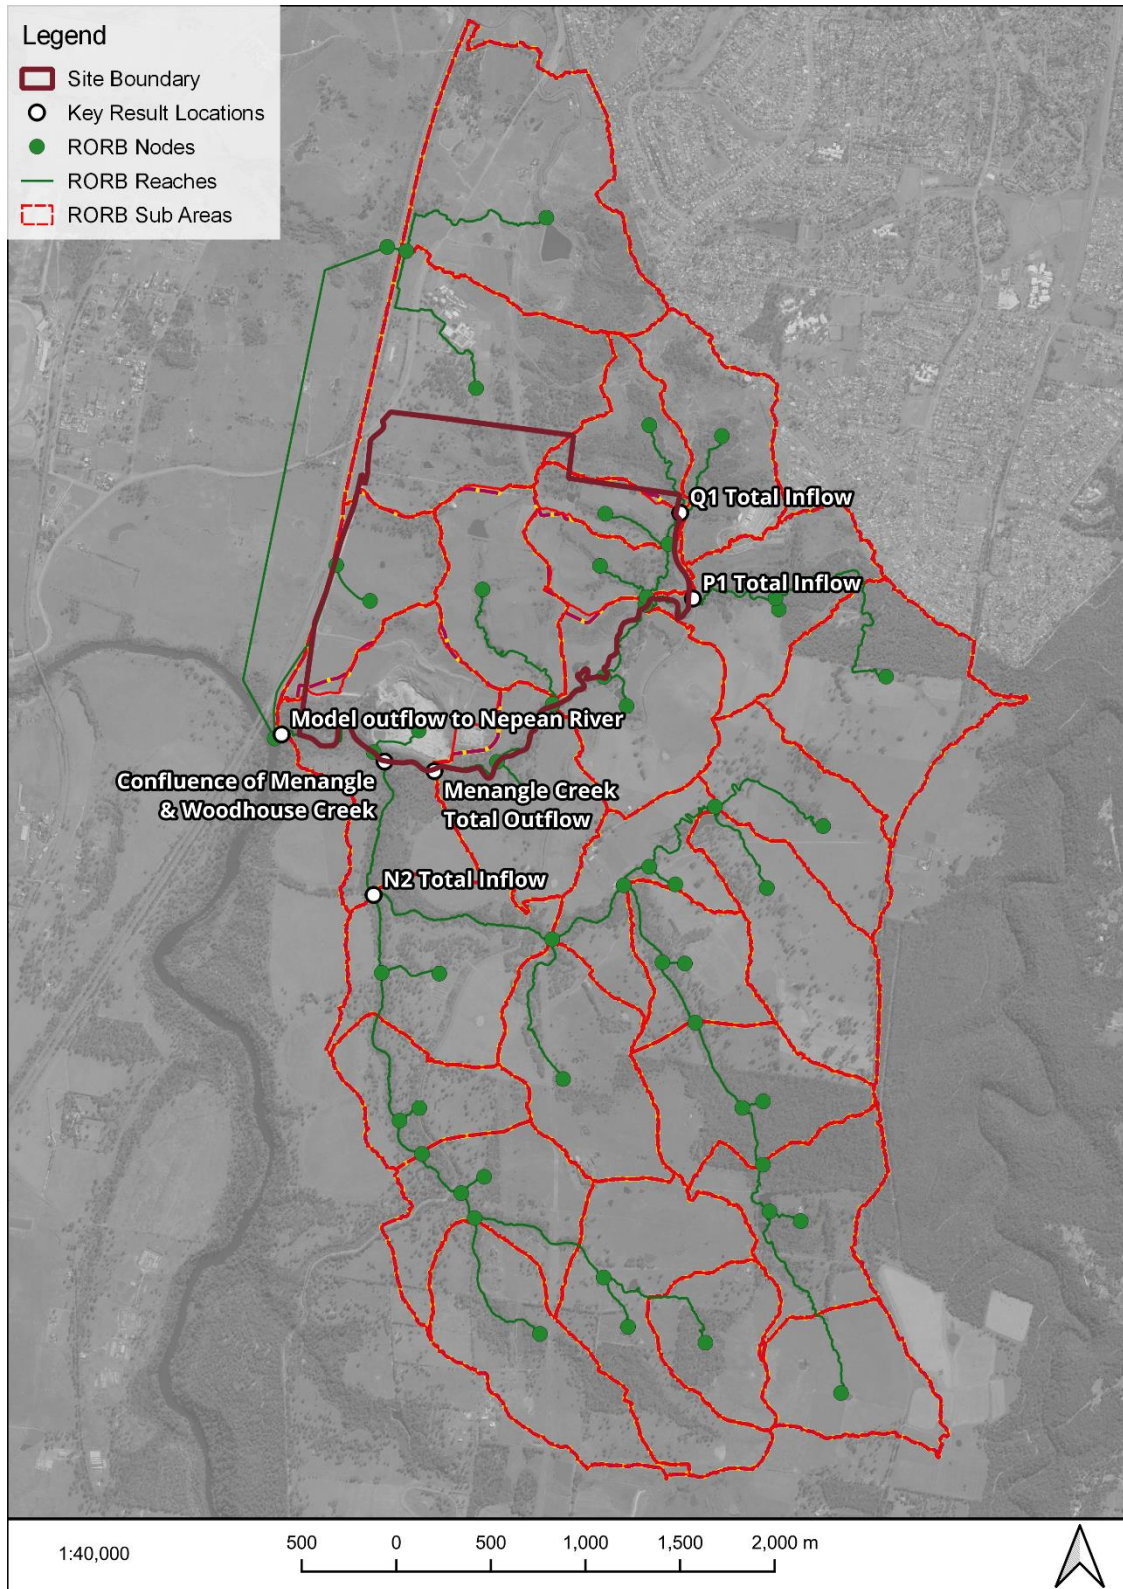 Legend
Site Boundary
Key Result Locations
RORB Nodes
RORB Reaches
RORB Sub Areas
Q1 Total Inflow
P1 Total Inflow
Model outflow to Nepean River
Confluence of Menangle
& Woodhouse Creek
Menangle Creek
Total Outflow
N2 Total Inflow
1:40,000
500 0 500 1,000 1,500 2,000 m